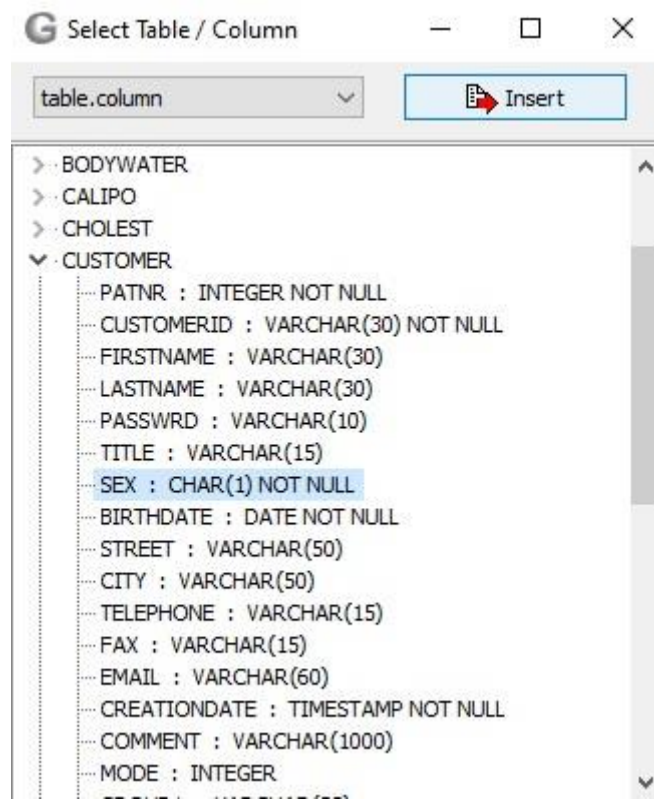 Select Table / Column
table.column
Insert
BODYWATER
CALIPO
CHOLEST
CUSTOMER
PATNR : INTEGER NOT NULL
CUSTOMERID : VARCHAR(30) NOT NULL
FIRSTNAME : VARCHAR(30)
LASTNAME : VARCHAR(30)
PASSWRD : VARCHAR(10)
TITLE : VARCHAR(15)
SEX : CHAR(1) NOT NULL
BIRTHDATE : DATE NOT NULL
STREET : VARCHAR(50)
CITY : VARCHAR(50)
TELEPHONE : VARCHAR(15)
FAX : VARCHAR(15)
EMAIL : VARCHAR(60)
CREATIONDATE : TIMESTAMP NOT NULL
COMMENT : VARCHAR(1000)
MODE : INTEGER